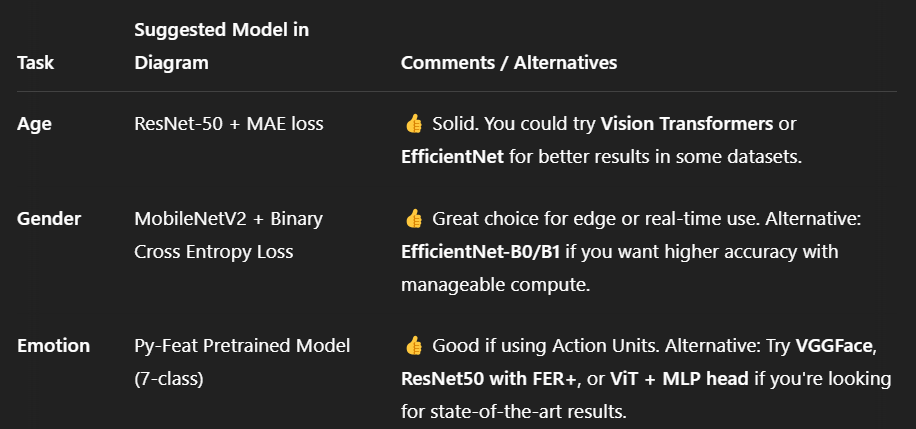 Suggested Model in
Task Diagram Comments / Alternatives
Age ResNet-50 + MAE loss 👍 Solid. You could try Vision Transformers or
EfficientNet for better results in some datasets.
Gender MobileNetV2 + Binary 👍 Great choice for edge or real-time use. Alternative:
Cross Entropy Loss EfficientNet-B0/B1 if you want higher accuracy with
manageable compute.
Emotion Py-Feat Pretrained Model 👍 Good if using Action Units. Alternative: Try VGGFace,
(7-class) ResNet50 with FER+, or ViT + MLP head if you're looking
for state-of-the-art results.